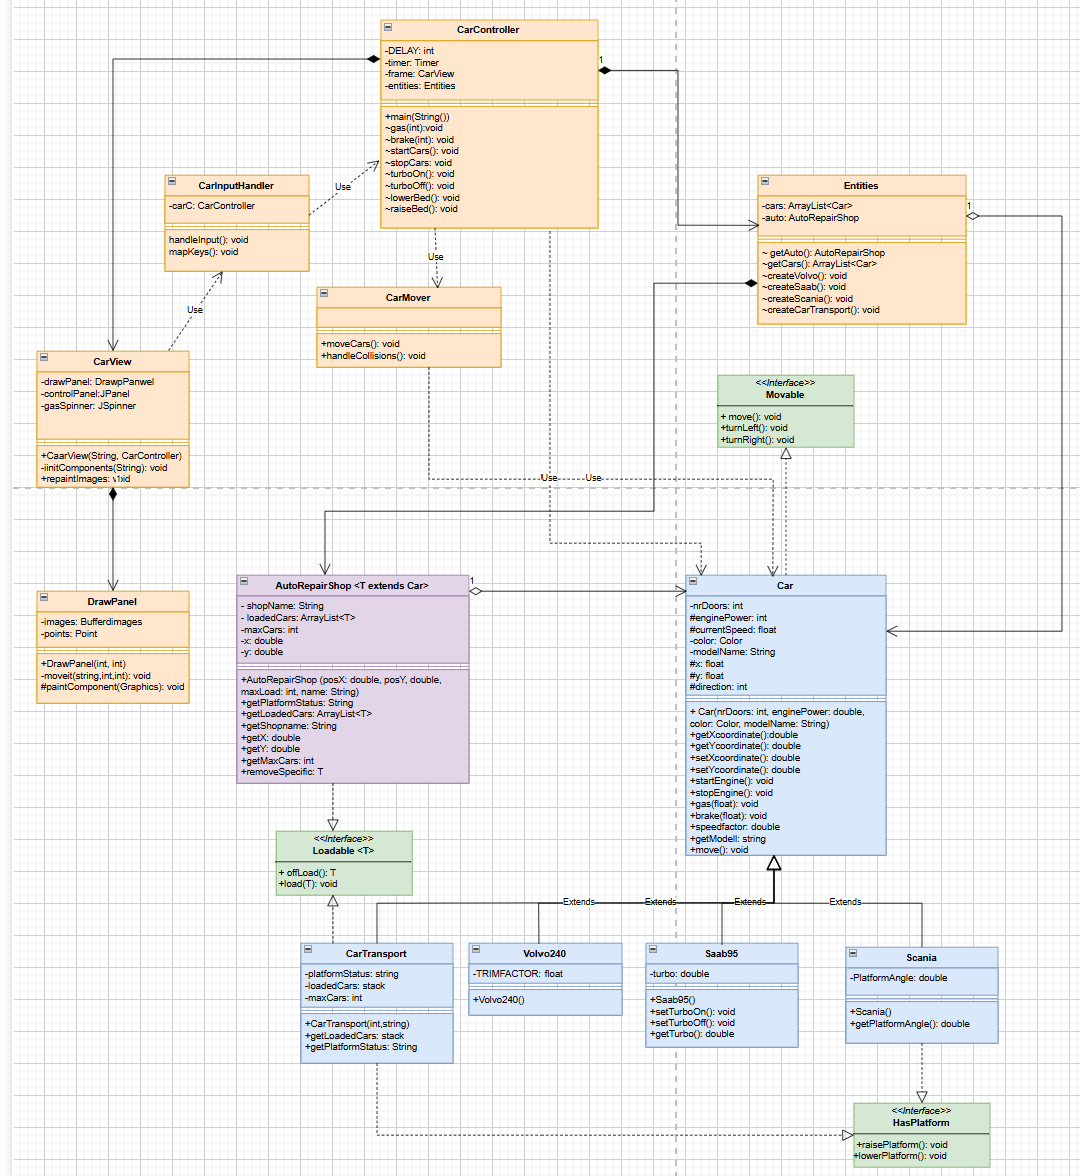 CarController
-DELAY: int
-timer: Timer
-frame: CarView
-entities: Entities
+main(String())
~gas(int):void
~brake(int): void
~startCars(): void
~stopCars: void
~turboOn(): void
~turboOff(): void
~lowerBed(): void
~raiseBed(): void
1
CarInputHandler
-carC: CarController
handleInput(): void
mapKeys(): void
Use
Use
Use
Entities
-cars: ArrayList<Car>
-auto: AutoRepairShop
~ getAuto(): AutoRepairShop
~getCars(): ArrayList<Car>
~createVolvo(): void
~createSaab(): void
~createScania(): void
~createCarTransport(): void
1
CarMover
+moveCars(): void
+handleCollisions(): void
CarView
-drawPanel: DrawpPanwel
-controlPanel:JPanel
-gasSpinner: JSpinner
+CaarView(String, CarController)
-iinitComponents(String): void
+repaintImages:
<<Interface>>
Movable
+ move(): void
+turnLeft(): void
+turnRight(): void
Use
Use
DrawPanel
-images: Bufferdimages
-points: Point
+DrawPanel(int, int)
-moveit(string,int,int): void
#paintComponent(Graphics): void
AutoRepairShop <T extends Car>
- shopName: String
- loadedCars: ArrayList<T>
-maxCars: int
-x: double
-y: double
+AutoRepairShop (posX: double, posY, double,
maxLoad: int, name: String)
+getPlatformStatus: String
+getLoadedCars: ArrayList<T>
+getShopname: String
+getX: double
+getY: double
+getMaxCars: int
+removeSpecific: T
1
Car
-nrDoors: int
#enginePower: int
#currentSpeed: float
-color: Color
-modelName: String
#x: float
#y: float
#direction: int
+ Car(nrDoors: int, enginePower: double,
color: Color, modelName: String)
+getXcoordinate():double
+getYcoordinate(): double
+setXcoordinate(): double
+setYcoordinate(): double
+startEngine(): void
+stopEngine(): void
+gas(float): void
+brake(float): void
+speedfactor: double
+getModell: string
+move(): void
<<Interface>>
Loadable <T>
+ offLoad(): T
+load(T): void
Extends
Extends
Extends
Extends
CarTransport
-platformStatus: string
-loadedCars: stack
-maxCars: int
+CarTransport(int,string)
+getLoadedCars: stack
+getPlatformStatus: String
Volvo240
-TRIMFACTOR: float
+Volvo240()
Saab95
-turbo: double
+Saab95()
+setTurboOn(): void
+setTurboOff(): void
+getTurbo(): double
Scania
-PlatformAngle: double
+Scania()
+getPlatformAngle(): double
<<Interface>>
HasPlatform
+raisePlatform(): void
+lowerPlatform(): void